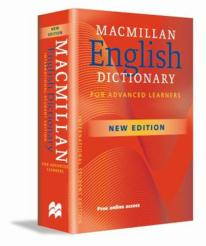 NEW EDITION
MACMILLAN
English
DICTIONARY
FOR ADVANCED LEARNERS
MACMILLAN
English
DICTIONARY
FOR ADVANCED LEARNERS
NEW EDITION
Free online access